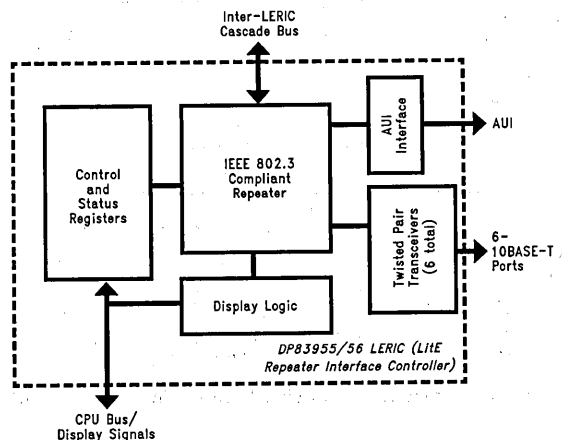 Inter-LERIC
Cascade Bus
Control
and
Status
Registers
IEEE 802.3
Compliant
Repeater
AUI
Interface
AUI
Twisted Pair
Transceivers
(6 total)
6-
10BASE-T
Ports
Display Logic
DP83955/56 LERIC (LitE
Repeater Interface Controller)
CPU Bus/
Display Signals